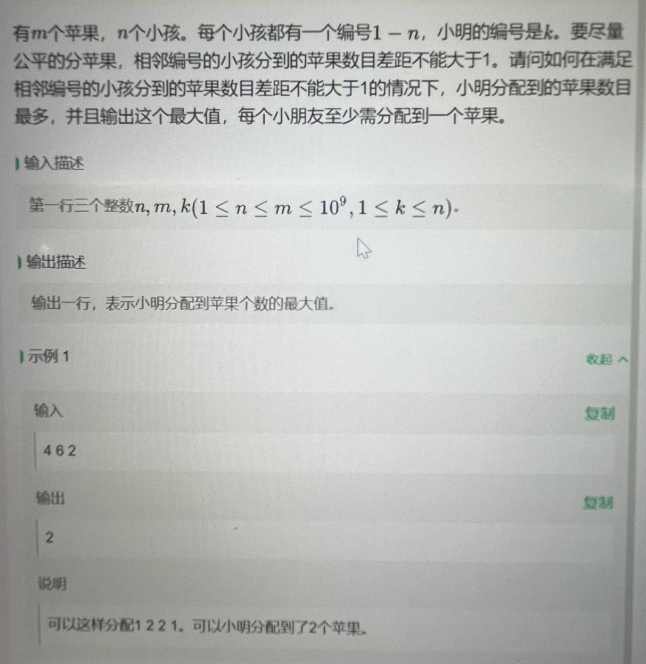 有m个苹果，n个小孩。每个小孩都有一个编号1 − n，小明的编号是k。要尽量
公平的分苹果，相邻编号的小孩分到的苹果数目差距不能大于1。请问如何在满足
相邻编号的小孩分到的苹果数目差距不能大于1的情况下，小明分配到的苹果数目
最多，并且输出这个最大值，每个小朋友至少需分配到一个苹果。
输入描述
第一行三个整数n, m, k(1 ≤ n ≤ m ≤ 10⁹, 1 ≤ k ≤ n)。
输出描述
输出一行，表示小明分配到苹果个数的最大值。
示例 1
收起
输入
复制
4 6 2
输出
复制
2
说明
可以这样分配1 2 2 1。可以小明分配到了2个苹果。